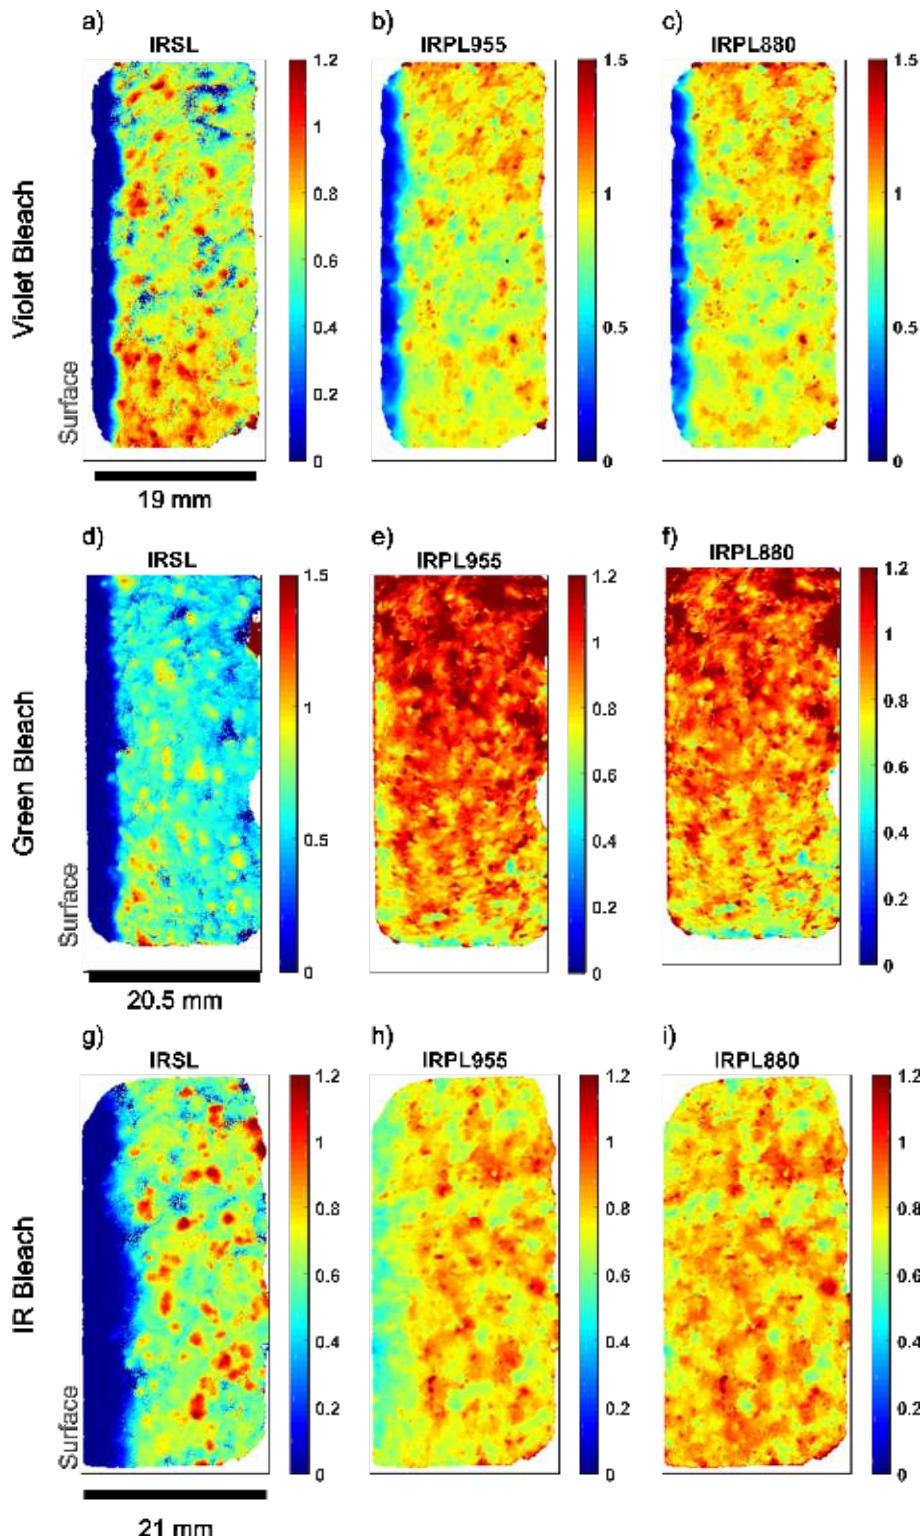 a)
b)
c)
IRSL
IRPL955
IRPL880
1.2
1
0.8
0.6
0.4
0.2
0
1.5
1
0.5
0
1.5
1
0.5
0
Violet Bleach
Surface
19 mm
d)
e)
f)
IRSL
IRPL955
IRPL880
1.5
1
0.5
0
1.2
1
0.8
0.6
0.4
0.2
0
1.2
1
0.8
0.6
0.4
0.2
0
Green Bleach
Surface
20.5 mm
g)
h)
i)
IRSL
IRPL955
IRPL880
1.2
1
0.8
0.6
0.4
0.2
0
1.2
1
0.8
0.6
0.4
0.2
0
1.2
1
0.8
0.6
0.4
0.2
0
IR Bleach
Surface
21 mm